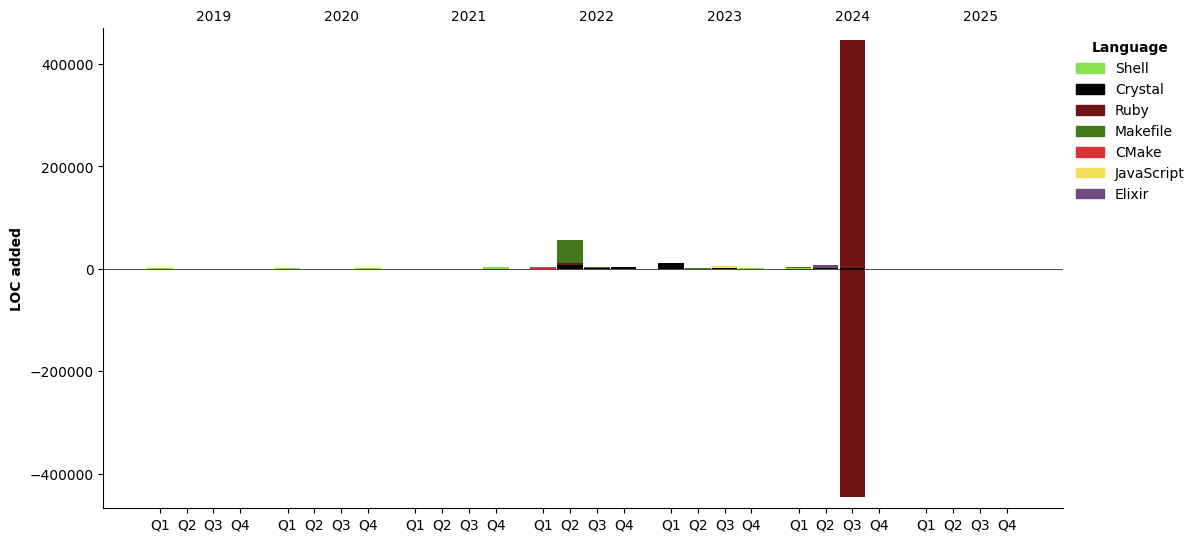 2019 2020 2021 2022 2023 2024 2025
LOC added
400000
200000
0
−200000
−400000
Q1 Q2 Q3 Q4 Q1 Q2 Q3 Q4 Q1 Q2 Q3 Q4 Q1 Q2 Q3 Q4 Q1 Q2 Q3 Q4 Q1 Q2 Q3 Q4 Q1 Q2 Q3 Q4
Language
Shell
Crystal
Ruby
Makefile
CMake
JavaScript
Elixir